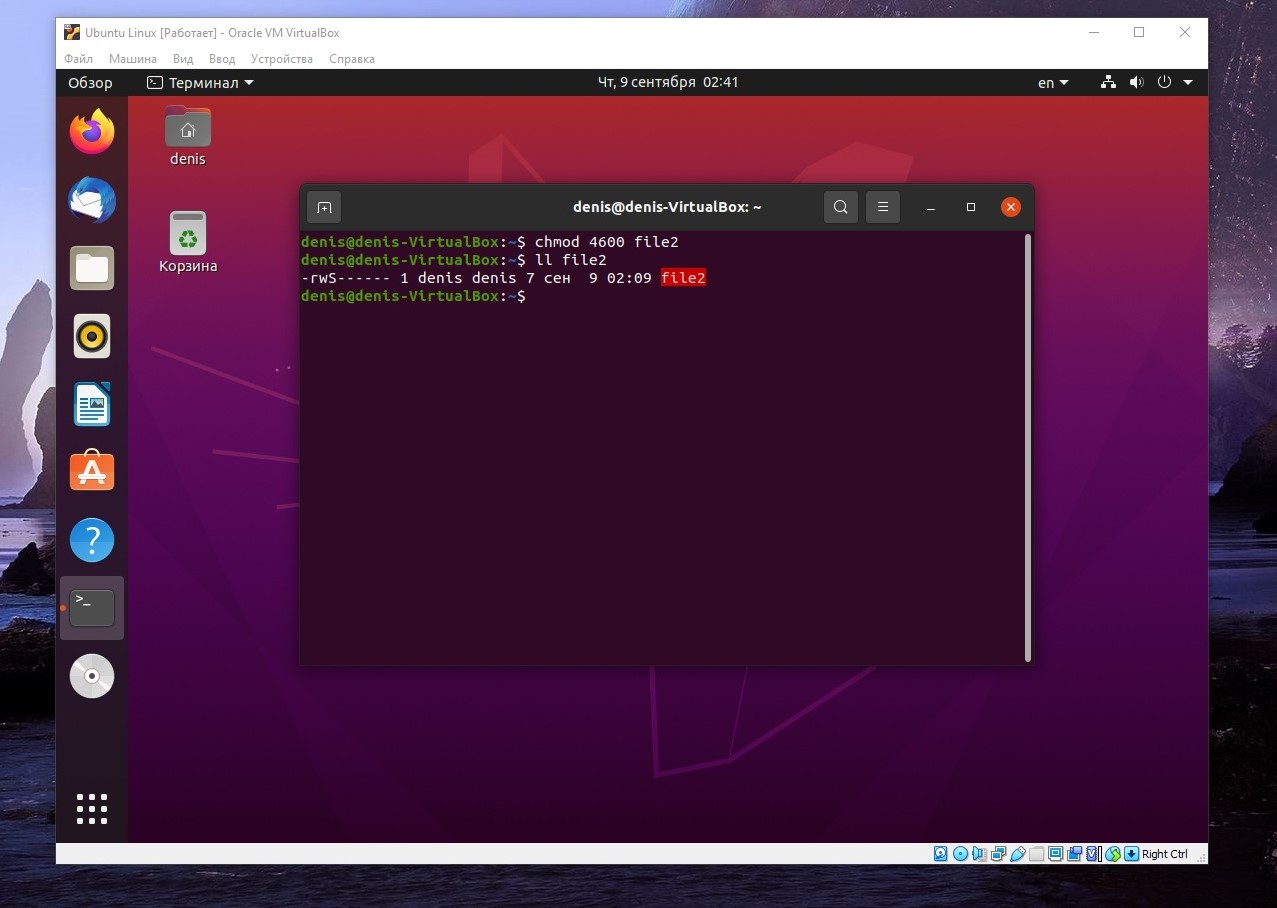 Ubuntu Linux [Работает] - Oracle VM VirtualBox
Файл Машина Вид Ввод Устройства Справка
Обзор Терминал Чт, 9 сентября 02:41 en
denis
Корзина
denis@denis-VirtualBox: ~
denis@denis-VirtualBox:~$ chmod 4600 file2
denis@denis-VirtualBox:~$ ll file2
-rwS------ 1 denis denis 7 сен  9 02:09 file2
denis@denis-VirtualBox:~$
Right Ctrl